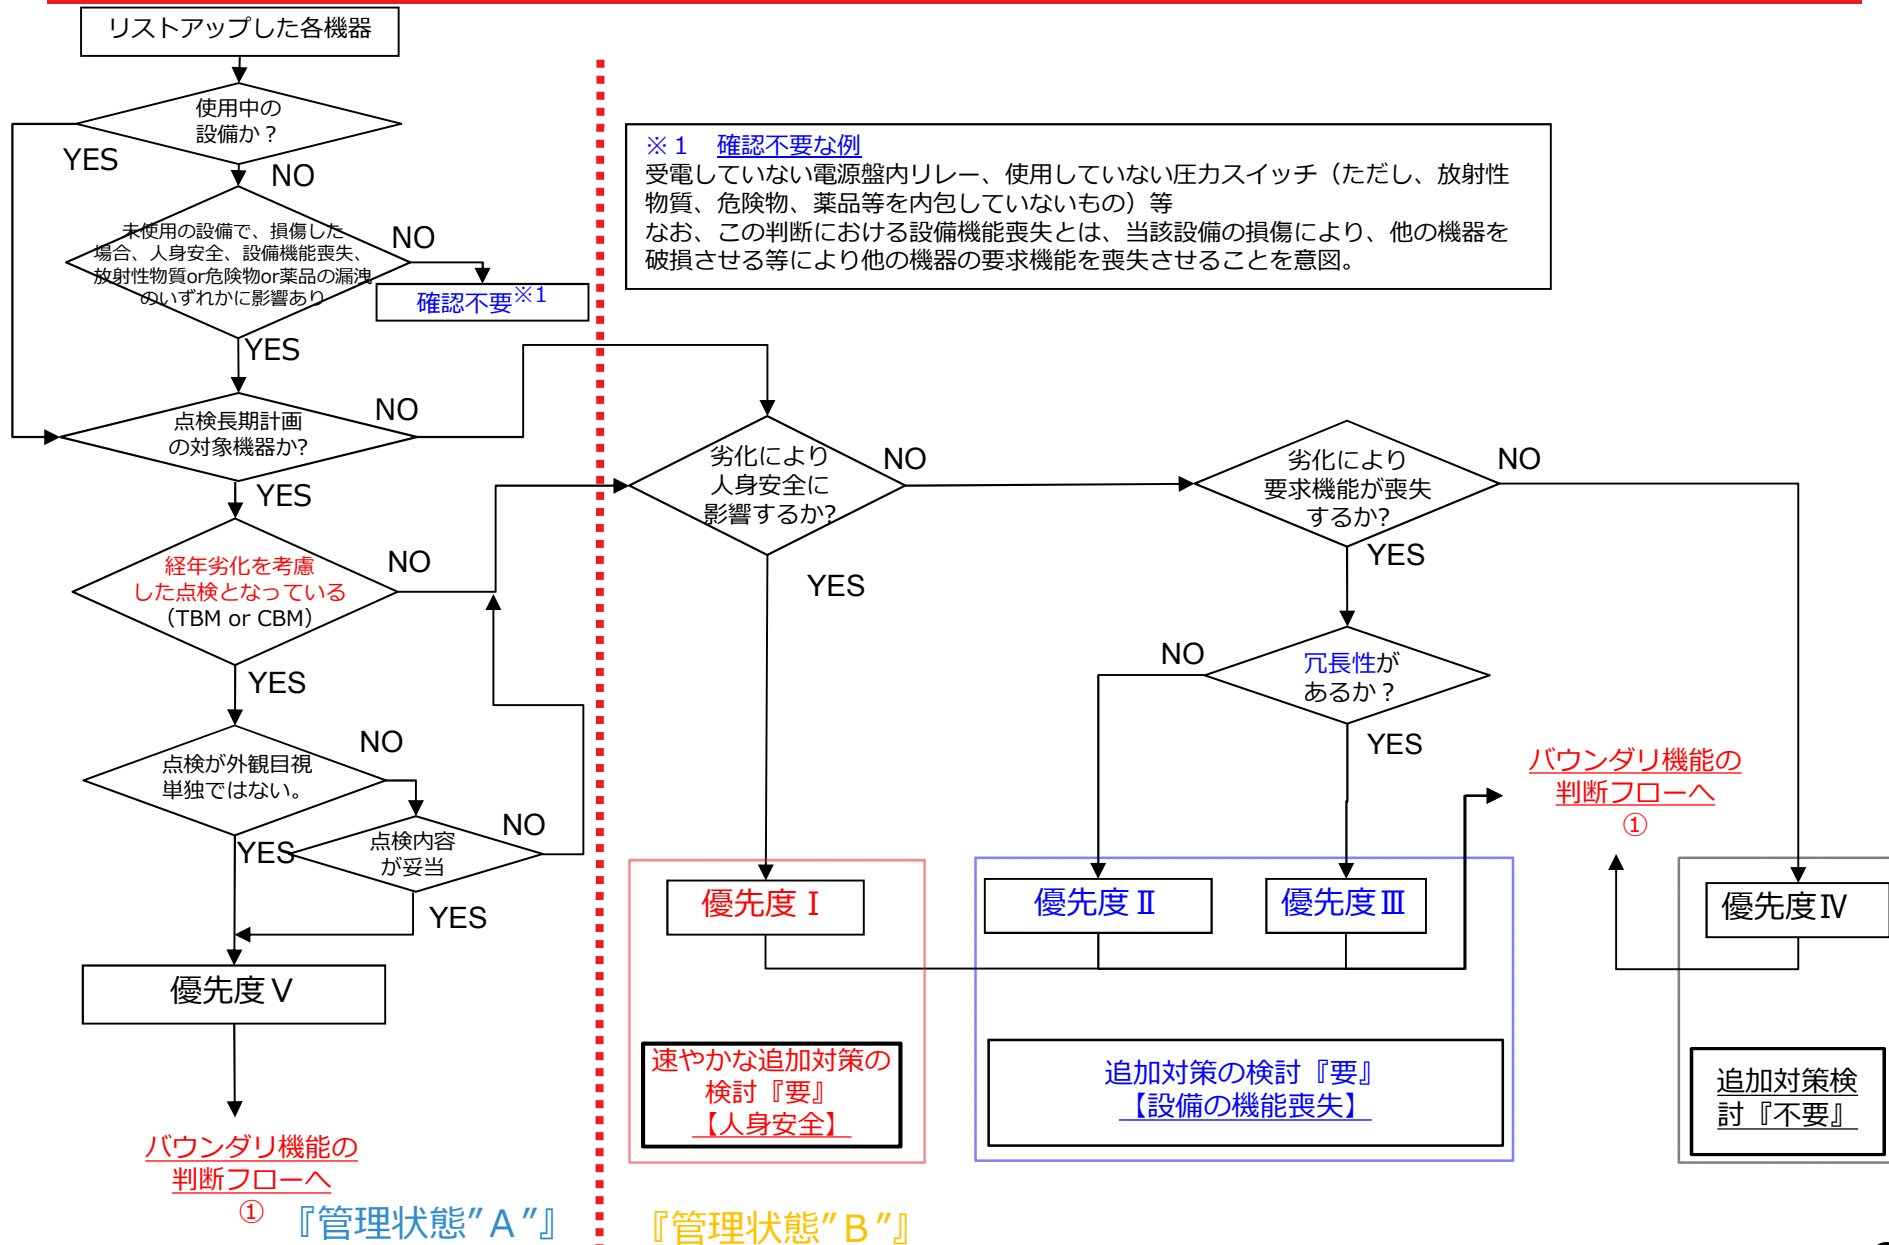 リストアップした各機器
使用中の
設備か？
YES
NO
未使用の設備で、損傷した
場合、人身安全、設備機能喪失、
放射性物質or危険物or薬品の漏洩
のいずれかに影響あり
NO
確認不要※1
YES
※１　確認不要な例
受電していない電源盤内リレー、使用していない圧力スイッチ（ただし、放射性
物質、危険物、薬品等を内包していないもの）等
なお、この判断における設備機能喪失とは、当該設備の損傷により、他の機器を
破損させる等により他の機器の要求機能を喪失させることを意図。
点検長期計画
の対象機器か?
NO
YES
経年劣化を考慮
した点検となっている
（TBM or CBM）
NO
YES
点検が外観目視
単独ではない。
NO
YES
点検内容
が妥当
NO
YES
優先度Ⅴ
バウンダリ機能の
判断フローへ
①
『管理状態”Ａ”』
劣化により
人身安全に
影響するか?
NO
YES
劣化により
要求機能が喪失
するか?
NO
YES
冗長性が
あるか？
NO
YES
バウンダリ機能の
判断フローへ
①
優先度Ⅰ
優先度Ⅱ
優先度Ⅲ
優先度Ⅳ
速やかな追加対策の
検討『要』
【人身安全】
追加対策の検討『要』
【設備の機能喪失】
追加対策検
討『不要』
『管理状態”Ｂ”』